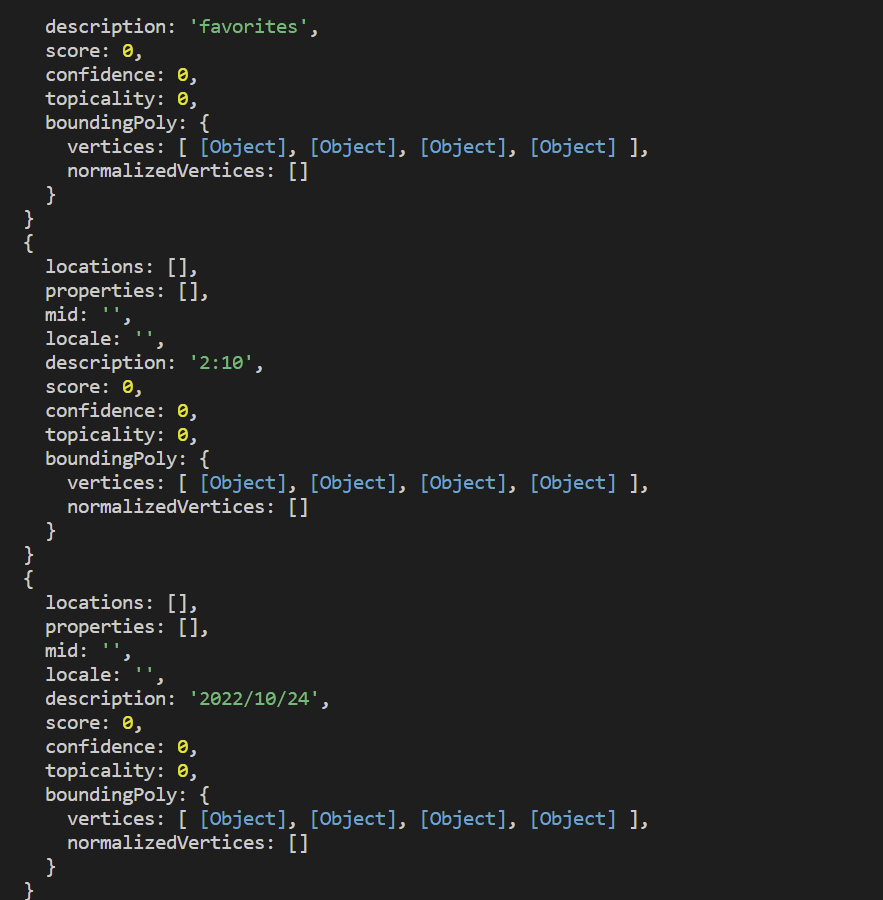 description: 'favorites',
score: 0,
confidence: 0,
topicality: 0,
boundingPoly: {
vertices: [ [Object], [Object], [Object], [Object] ],
normalizedVertices: []
}
}
{
locations: [],
properties: [],
mid: '',
locale: '',
description: '2:10',
score: 0,
confidence: 0,
topicality: 0,
boundingPoly: {
vertices: [ [Object], [Object], [Object], [Object] ],
normalizedVertices: []
}
}
{
locations: [],
properties: [],
mid: '',
locale: '',
description: '2022/10/24',
score: 0,
confidence: 0,
topicality: 0,
boundingPoly: {
vertices: [ [Object], [Object], [Object], [Object] ],
normalizedVertices: []
}
}